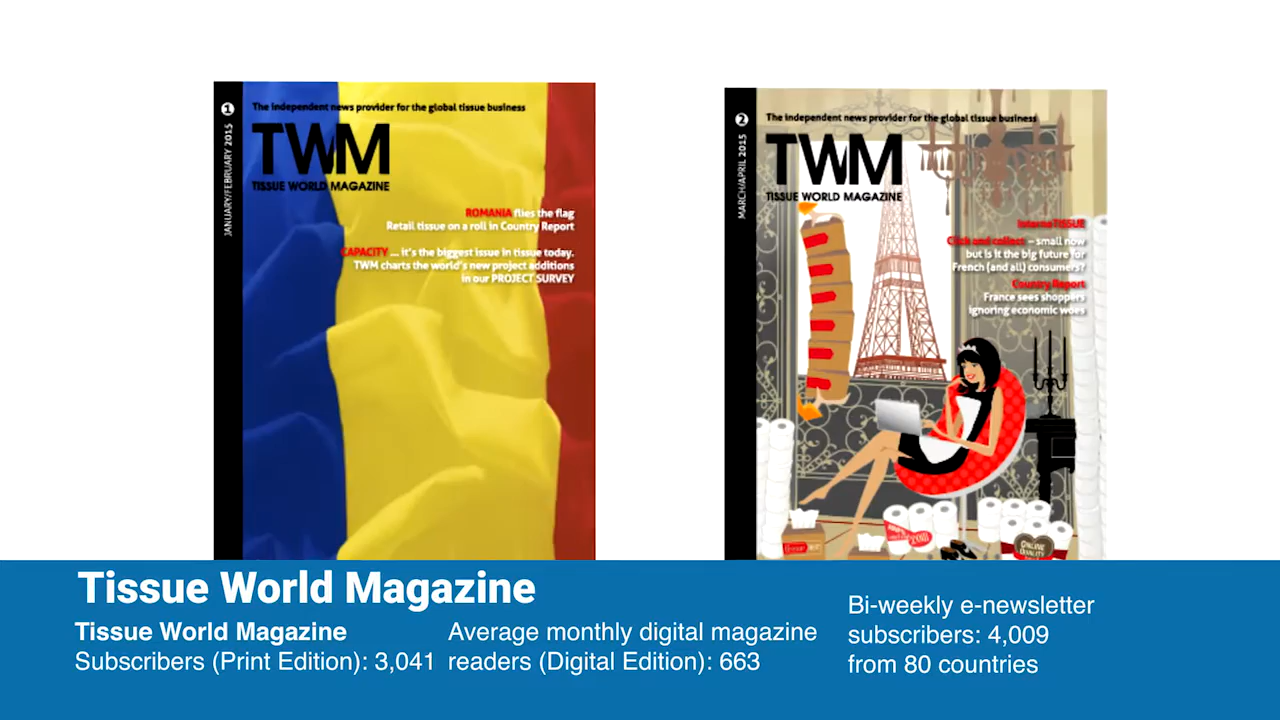 1
JANUARY/FEBRUARY 2015
The independent news provider for the global tissue business
TWM
TISSUE WORLD MAGAZINE
ROMANIA flies the flag
Retail tissue on a roll in Country Report
CAPACITY ... it's the biggest issue in tissue today.
TWM charts the world's new project additions
in our PROJECT SURVEY
2
MARCH/APRIL 2015
The independent news provider for the global tissue business
TWM
TISSUE WORLD MAGAZINE
InternaTISSUE
Click and collect – small now
but is it the big future for
French (and all) consumers?
Country Report
France sees shoppers
ignoring economic woes
ONLINE
QUALITY
Tissue World Magazine
Tissue World Magazine
Subscribers (Print Edition): 3,041
Average monthly digital magazine
readers (Digital Edition): 663
Bi-weekly e-newsletter
subscribers: 4,009
from 80 countries